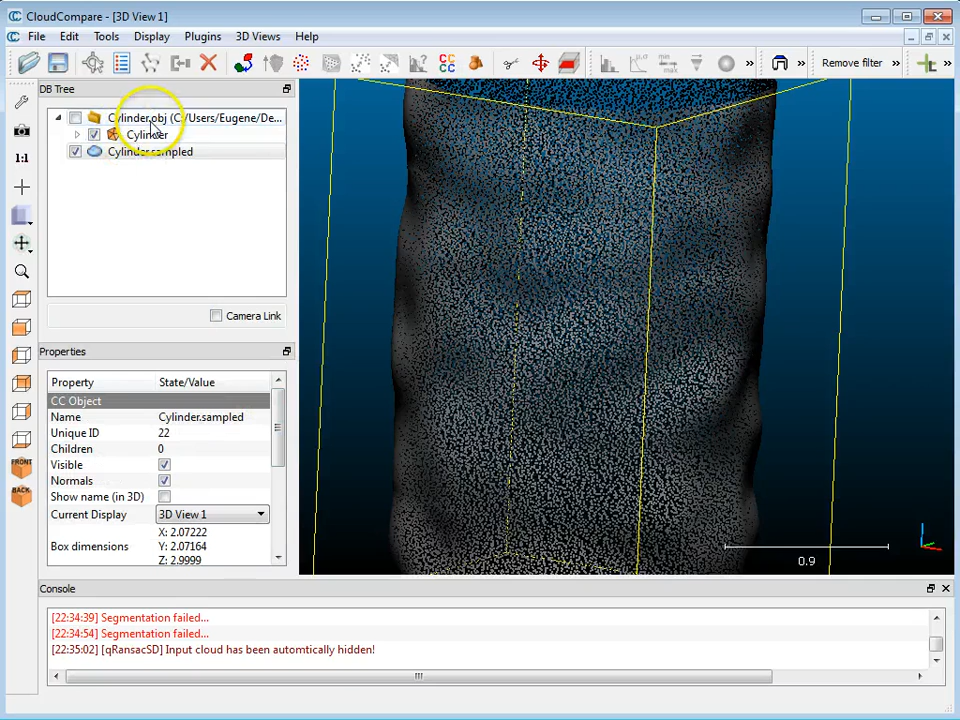 CloudCompare - [3D View 1]
File Edit Tools Display Plugins 3D Views Help
CC
Remove filter
DB Tree
Cylinder.obj (C:/Users/Eugene/De...
Cylinder
Cylinder.sampled
1:1
Camera Link
Properties
Property State/Value
CC Object
Name Cylinder.sampled
Unique ID 22
Children 0
Visible
Normals
Show name (in 3D)
Current Display 3D View 1
Box dimensions
X: 2.07222
Y: 2.07164
Z: 2.9999
FRONT
BACK
0.9
Console
[22:34:39] Segmentation failed...
[22:34:54] Segmentation failed...
[22:35:02] [qRansacSD] Input cloud has been automtically hidden!